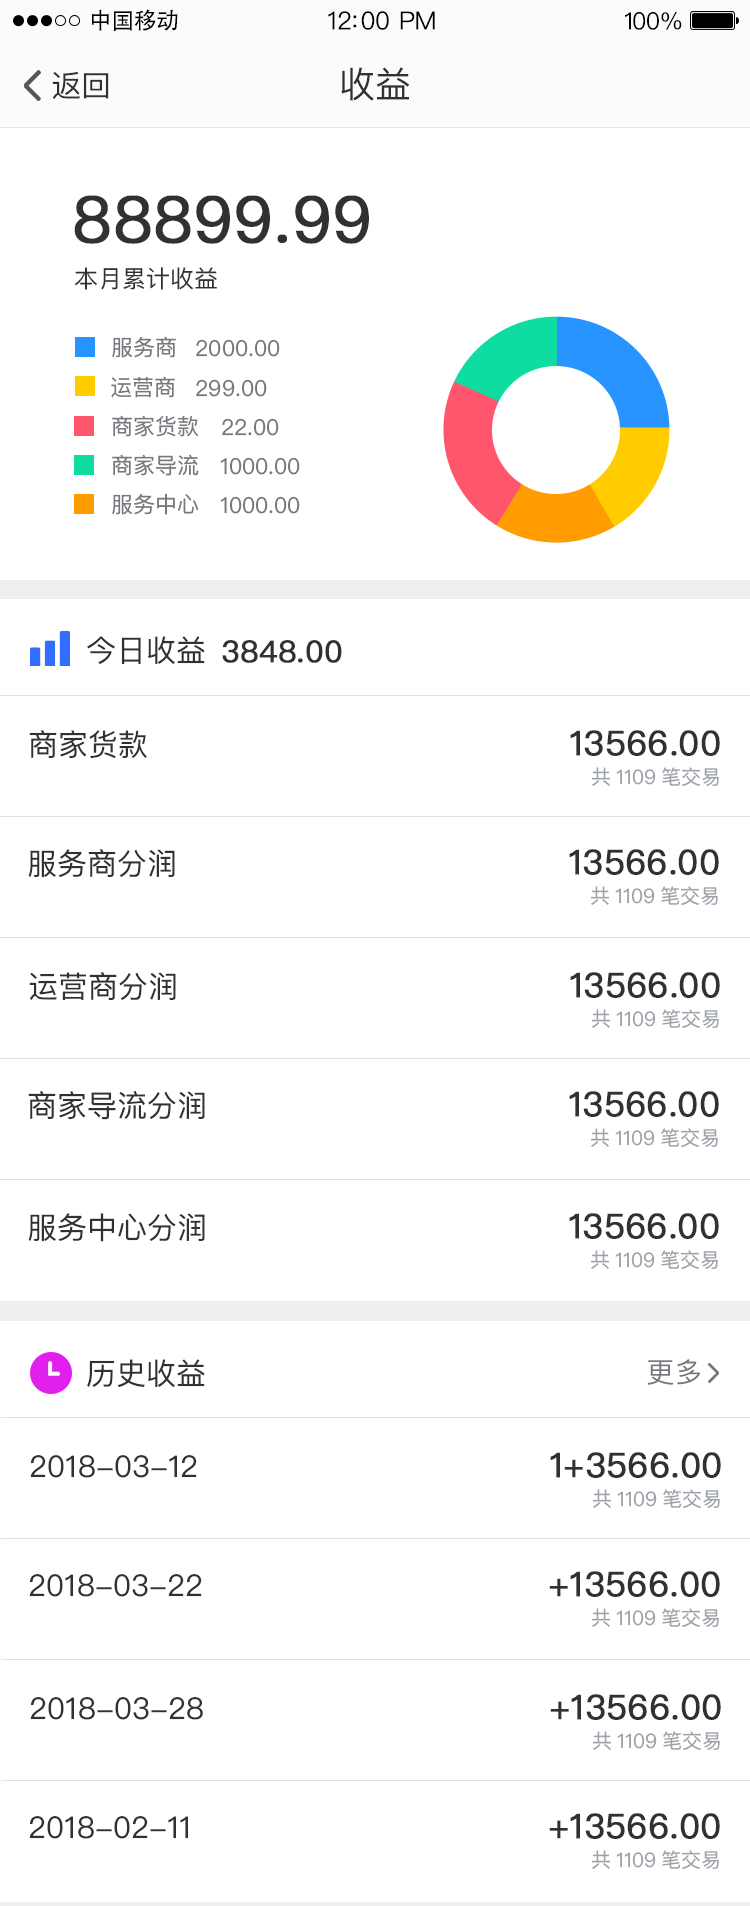 中国移动 12:00 PM 100%
返回 收益
88899.99
本月累计收益
服务商 2000.00
运营商 299.00
商家货款 22.00
商家导流 1000.00
服务中心 1000.00
今日收益 3848.00
商家货款 13566.00
共 1109 笔交易
服务商分润 13566.00
共 1109 笔交易
运营商分润 13566.00
共 1109 笔交易
商家导流分润 13566.00
共 1109 笔交易
服务中心分润 13566.00
共 1109 笔交易
历史收益 更多
2018-03-12 1+3566.00
共 1109 笔交易
2018-03-22 +13566.00
共 1109 笔交易
2018-03-28 +13566.00
共 1109 笔交易
2018-02-11 +13566.00
共 1109 笔交易